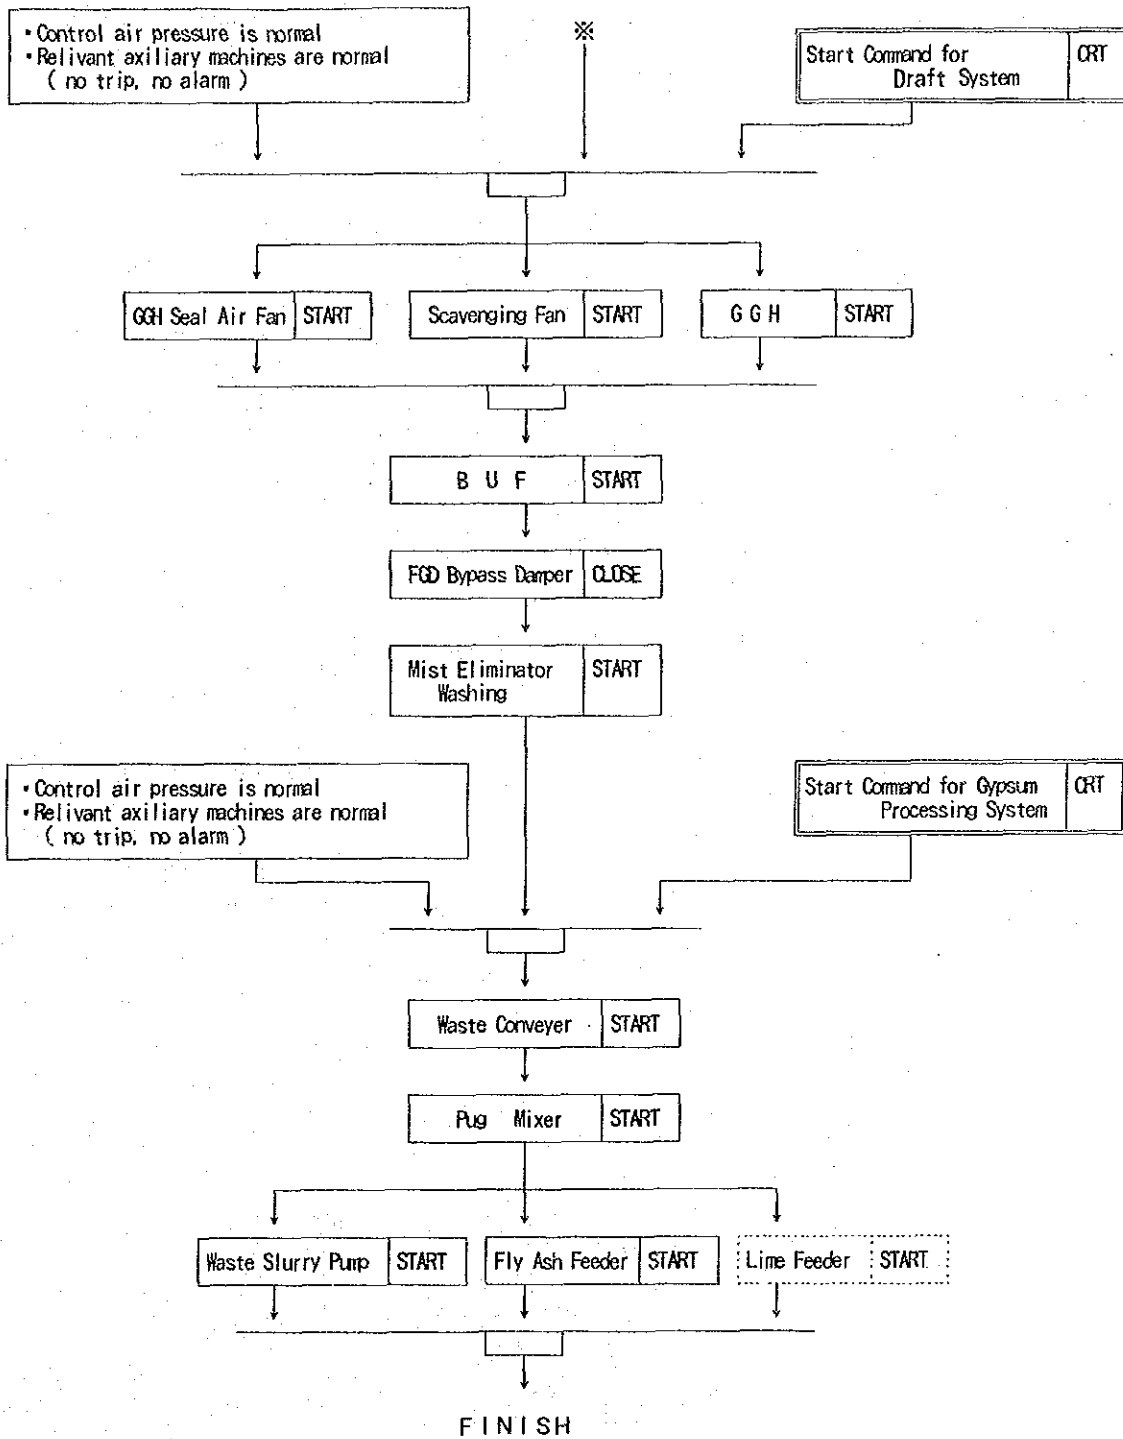 ・Control air pressure is normal
・Relivant axiliary machines are normal
( no trip, no alarm )
※
Start Command for
Draft System
CRT
GGH Seal Air Fan START
Scavenging Fan START
G G H START
B U F START
FGD Bypass Damper CLOSE
Mist Eliminator
Washing
START
・Control air pressure is normal
・Relivant axiliary machines are normal
( no trip, no alarm )
Start Command for Gypsum
Processing System
CRT
Waste Conveyer START
Pug Mixer START
Waste Slurry Pump START
Fly Ash Feeder START
Lime Feeder START
FINISH